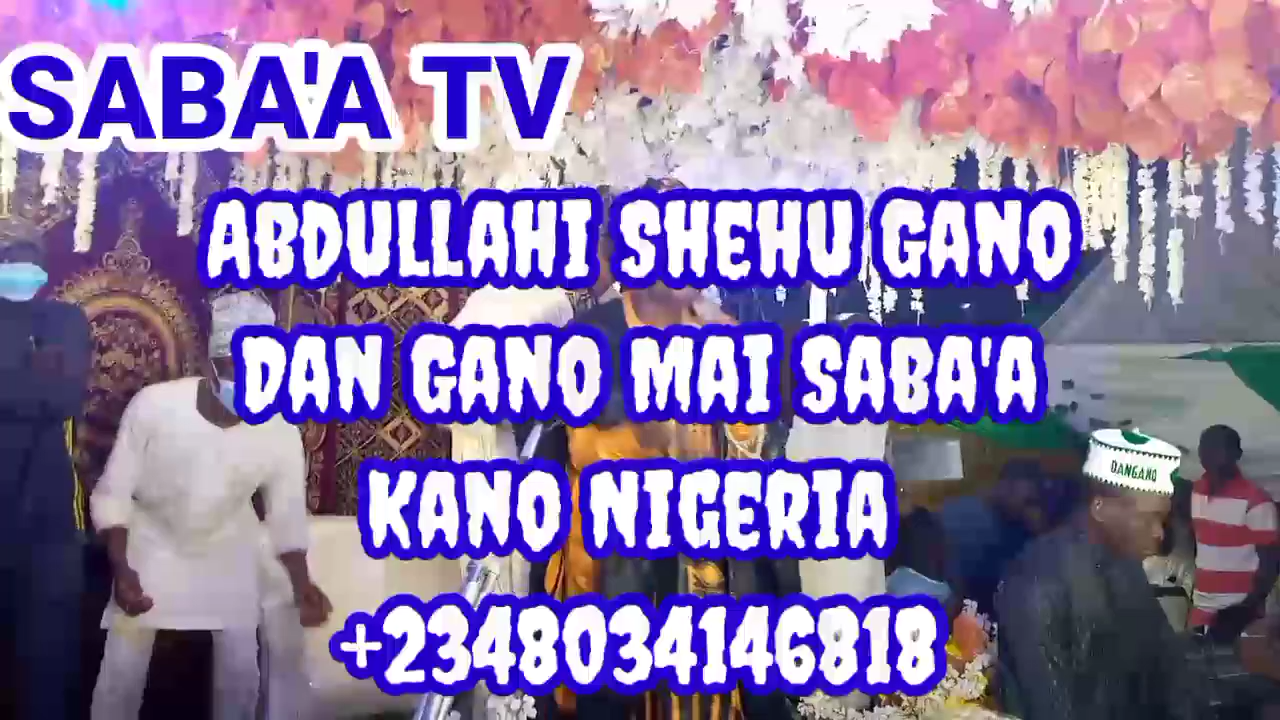 SABA'A TV
ABDULLAHI SHEHU GANO
DAN GANO MAI SABA'A
KANO NIGERIA
+2348034146818
DANGANO